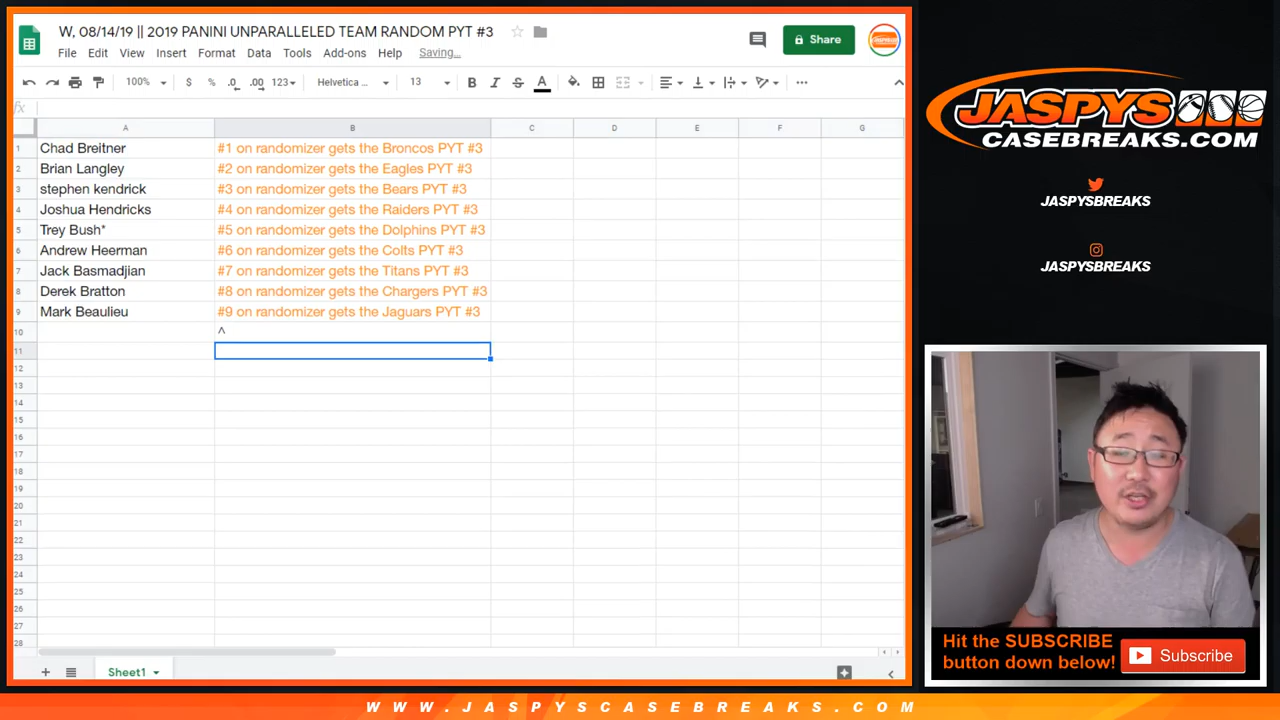 W, 08/14/19 || 2019 PANINI UNPARALLELED TEAM RANDOM PYT #3
File Edit View Insert Format Data Tools Add-ons Help Saving...
Share
100% $ % .0 .00 123 Helvetica ... 13 B I S A
fx
A B C D E F G
1 Chad Breitner #1 on randomizer gets the Broncos PYT #3
2 Brian Langley #2 on randomizer gets the Eagles PYT #3
3 stephen kendrick #3 on randomizer gets the Bears PYT #3
4 Joshua Hendricks #4 on randomizer gets the Raiders PYT #3
5 Trey Bush* #5 on randomizer gets the Dolphins PYT #3
6 Andrew Heerman #6 on randomizer gets the Colts PYT #3
7 Jack Basmadjian #7 on randomizer gets the Titans PYT #3
8 Derek Bratton #8 on randomizer gets the Chargers PYT #3
9 Mark Beaulieu #9 on randomizer gets the Jaguars PYT #3
10 ^
11
12
13
14
15
16
17
18
19
20
21
22
23
24
25
26
27
28
Sheet1
JASPYS
CASEBREAKS.COM
JASPYSBREAKS
JASPYSBREAKS
Hit the SUBSCRIBE
button down below!
Subscribe
WWW.JASPYSCASEBREAKS.COM